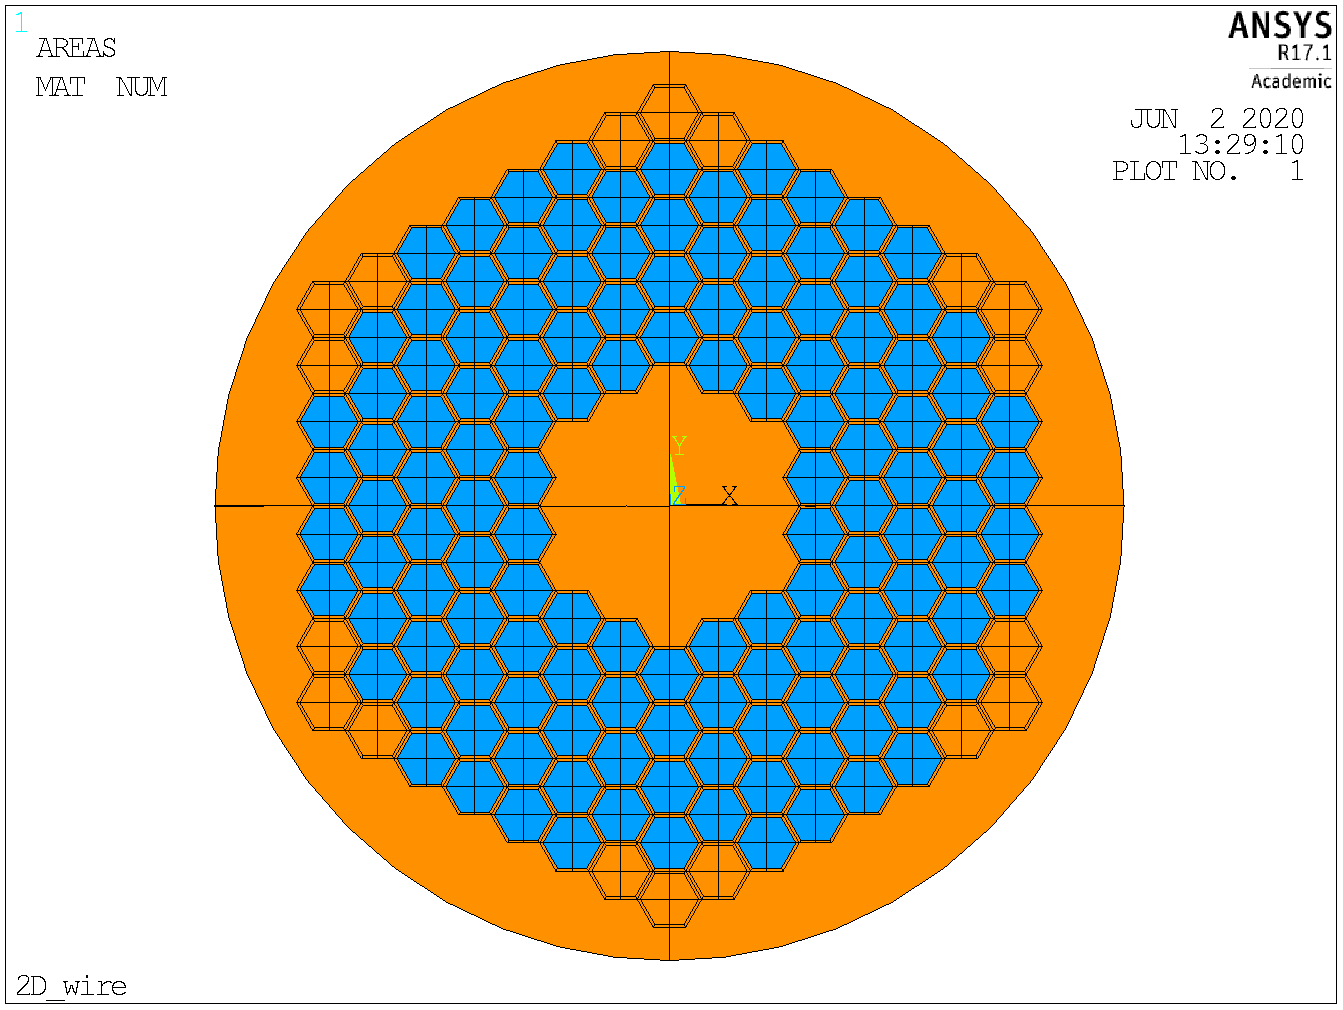 1
AREAS
MAT NUM
ANSYS
R17.1
Academic
JUN 2 2020
13:29:10
PLOT NO. 1
Y
Z
X
2D_wire